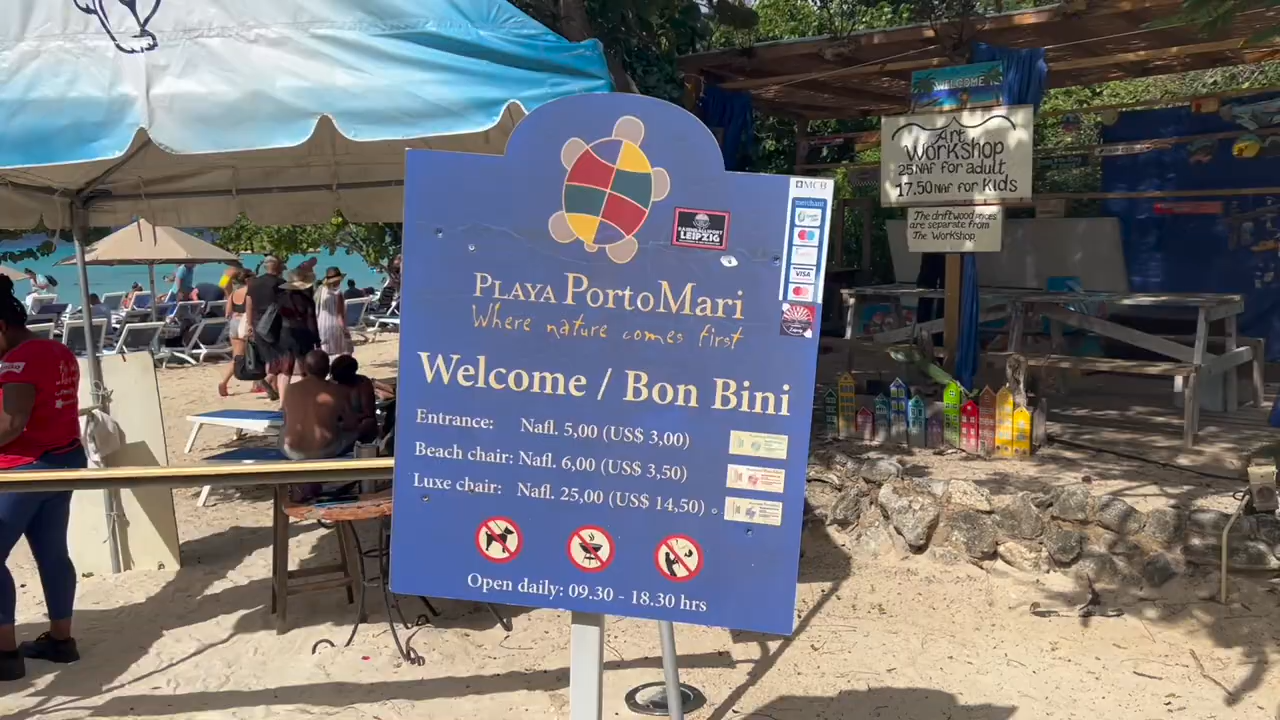 PLAYA PORTOMARI
Where nature comes first
Welcome / Bon Bini
Entrance: Nafl. 5,00 (US$ 3,00)
Beach chair: Nafl. 6,00 (US$ 3,50)
Luxe chair: Nafl. 25,00 (US$ 14,50)
Open daily: 09.30 - 18.30 hrs
LEIPZIG
MCB
merchant
VISA
WELCOME
Art
Workshop
25 NAF for adult
17,50 NAF for kids
The driftwood pieces
are separate from
The Workshop